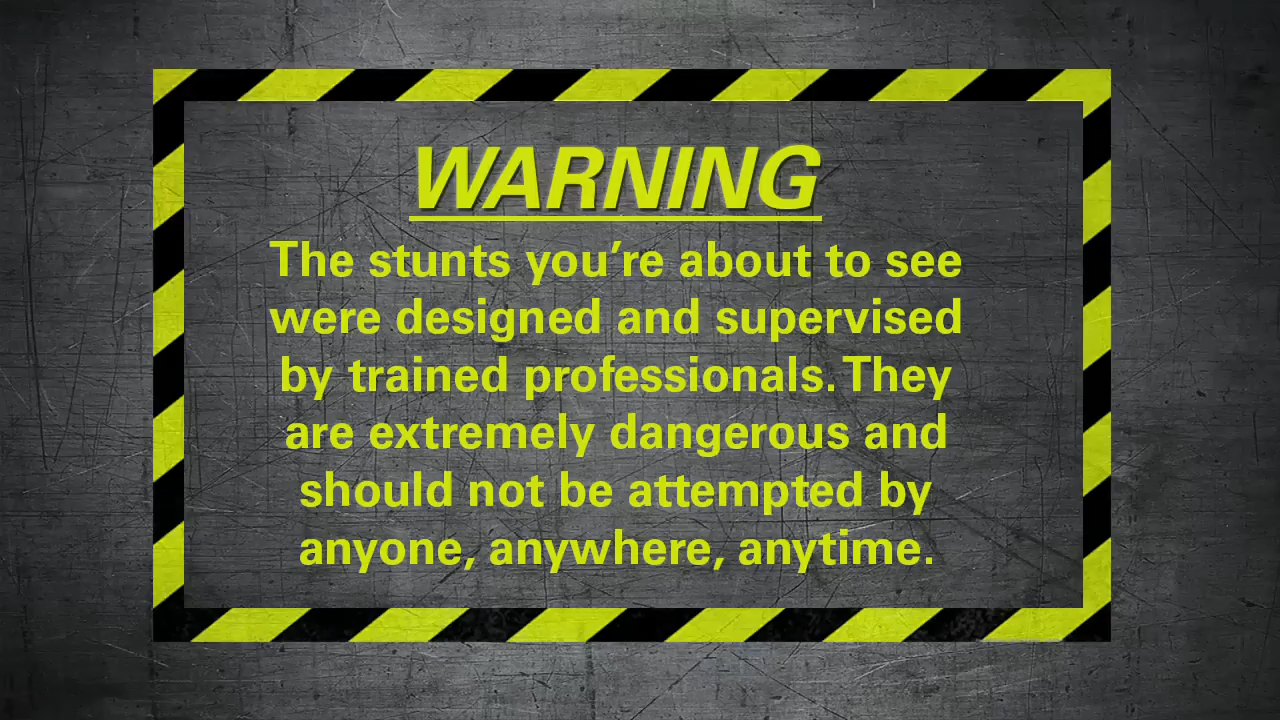 WARNING
The stunts you’re about to see
were designed and supervised
by trained professionals. They
are extremely dangerous and
should not be attempted by
anyone, anywhere, anytime.